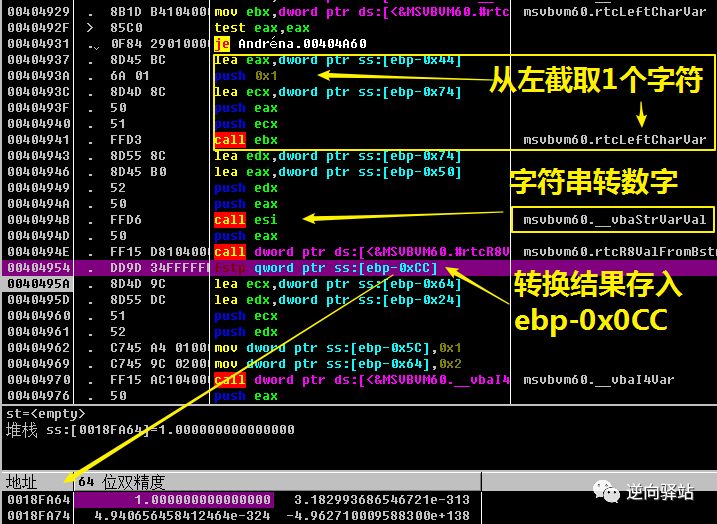 00404929 . 8B1D B4104000 mov ebx,dword ptr ds:[<&MSVBVM60.#rtc msvbvm60.rtcLeftCharVar
0040492F > 85C0 test eax,eax
00404931 .v 0F84 29010000 je Andréna.00404A60
00404937 . 8D45 BC lea eax,dword ptr ss:[ebp-0x44]
0040493A . 6A 01 push 0x1
从左截取1个字符
0040493C . 8D4D 8C lea ecx,dword ptr ss:[ebp-0x74]
0040493F . 50 push eax
00404940 . 51 push ecx
00404941 . FFD3 call ebx msvbvm60.rtcLeftCharVar
00404943 . 8D55 8C lea edx,dword ptr ss:[ebp-0x74]
00404946 . 8D45 B0 lea eax,dword ptr ss:[ebp-0x50]
字符串转数字
00404949 . 52 push edx
0040494A . 50 push eax
0040494B . FFD6 call esi msvbvm60.__vbaStrVarVal
0040494D . 50 push eax
0040494E . FF15 D8104000 call dword ptr ds:[<&MSVBVM60.#rtcR8V msvbvm60.rtcR8ValFromBst
00404954 . DD9D 34FFFFFF fstp qword ptr ss:[ebp-0xCC]
0040495A . 8D4D 9C lea ecx,dword ptr ss:[ebp-0x64]
转换结果存入
0040495D . 8D55 DC lea edx,dword ptr ss:[ebp-0x24]
ebp-0x0CC
00404960 . 51 push ecx
00404961 . 52 push edx
00404962 . C745 A4 0100 mov dword ptr ss:[ebp-0x5C],0x1
00404969 . C745 9C 0200 mov dword ptr ss:[ebp-0x64],0x2
00404970 . FF15 AC104000 call dword ptr ds:[<&MSVBVM60.__vbaI4 msvbvm60.__vbaI4Var
00404976 . 50 push eax
st=<empty>
堆栈 ss:[0018FA64]=1.000000000000000
地址 64 位双精度
0018FA64 1.000000000000000 3.182993686546721e-313
0018FA74 4.940656458412464e-324 -4.962710009588300e+138
逆向驿站